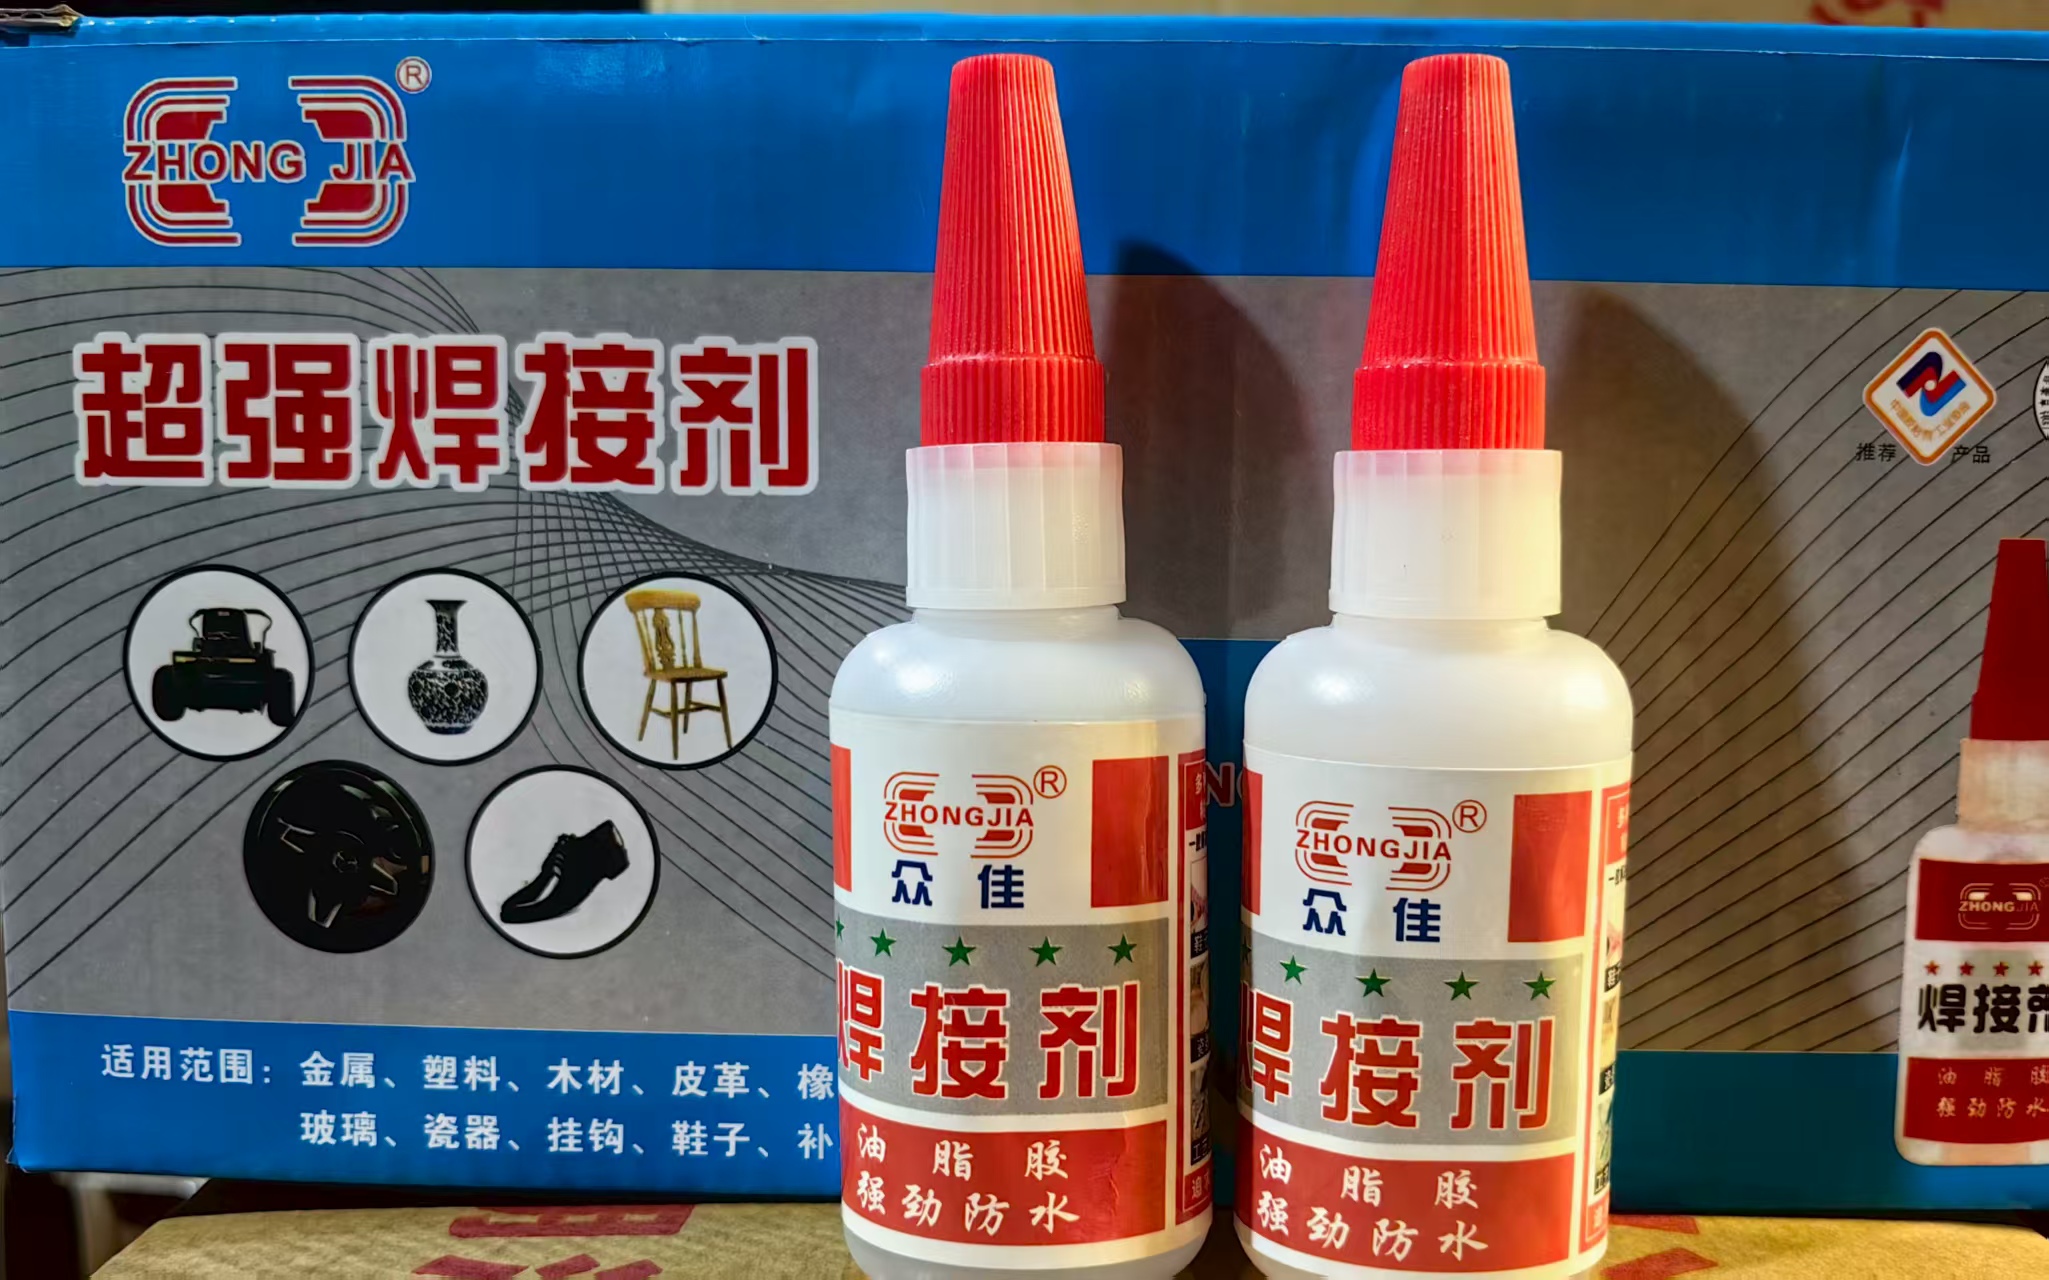 ZHONG JIA
®
超强焊接剂
推荐 产品
适用范围：金属、塑料、木材、皮革、橡
玻璃、瓷器、挂钩、鞋子、补
ZHONGJIA®
众佳
焊接剂
油脂胶
强劲防水
ZHONGJIA®
众佳
焊接剂
油脂胶
强劲防水
ZHONGJIA
焊接剂
油脂胶
强劲防水